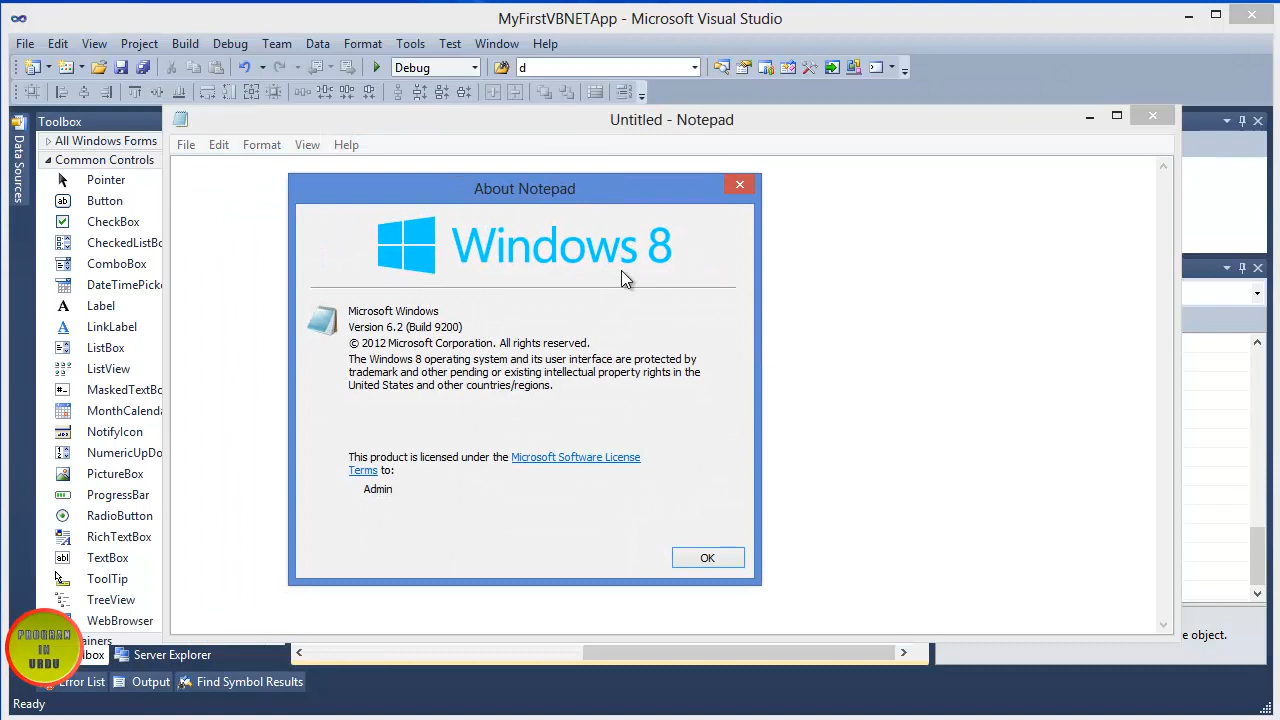 MyFirstVBNETApp - Microsoft Visual Studio
File Edit View Project Build Debug Team Data Format Tools Test Window Help
Debug d
Toolbox
Untitled - Notepad
All Windows Forms
Common Controls
File Edit Format View Help
Data Sources
Pointer
Button
CheckBox
CheckedListBo
ComboBox
DateTimePicke
Label
LinkLabel
ListBox
ListView
MaskedTextBo
MonthCalenda
NotifyIcon
NumericUpDo
PictureBox
ProgressBar
RadioButton
RichTextBox
TextBox
ToolTip
TreeView
WebBrowser
ainers
About Notepad
Windows 8
Microsoft Windows
Version 6.2 (Build 9200)
© 2012 Microsoft Corporation. All rights reserved.
The Windows 8 operating system and its user interface are protected by
trademark and other pending or existing intellectual property rights in the
United States and other countries/regions.
This product is licensed under the Microsoft Software License
Terms to:
Admin
OK
e object.
PROGRAM
IN
URDU
box Server Explorer
Error List Output Find Symbol Results
Ready